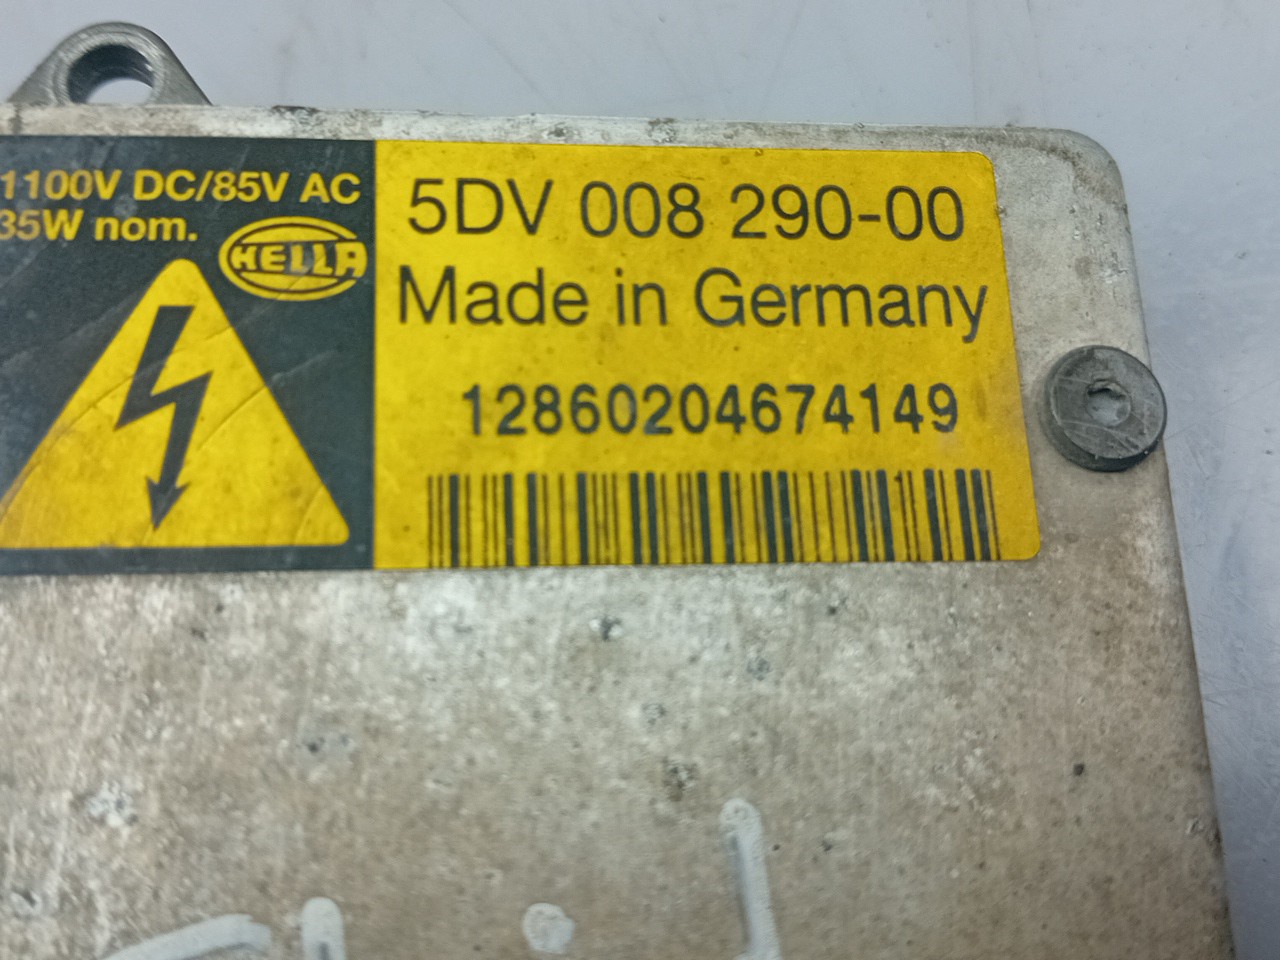 1100V DC/85V AC
35W nom.
HELLA
5DV 008 290-00
Made in Germany
12860204674149